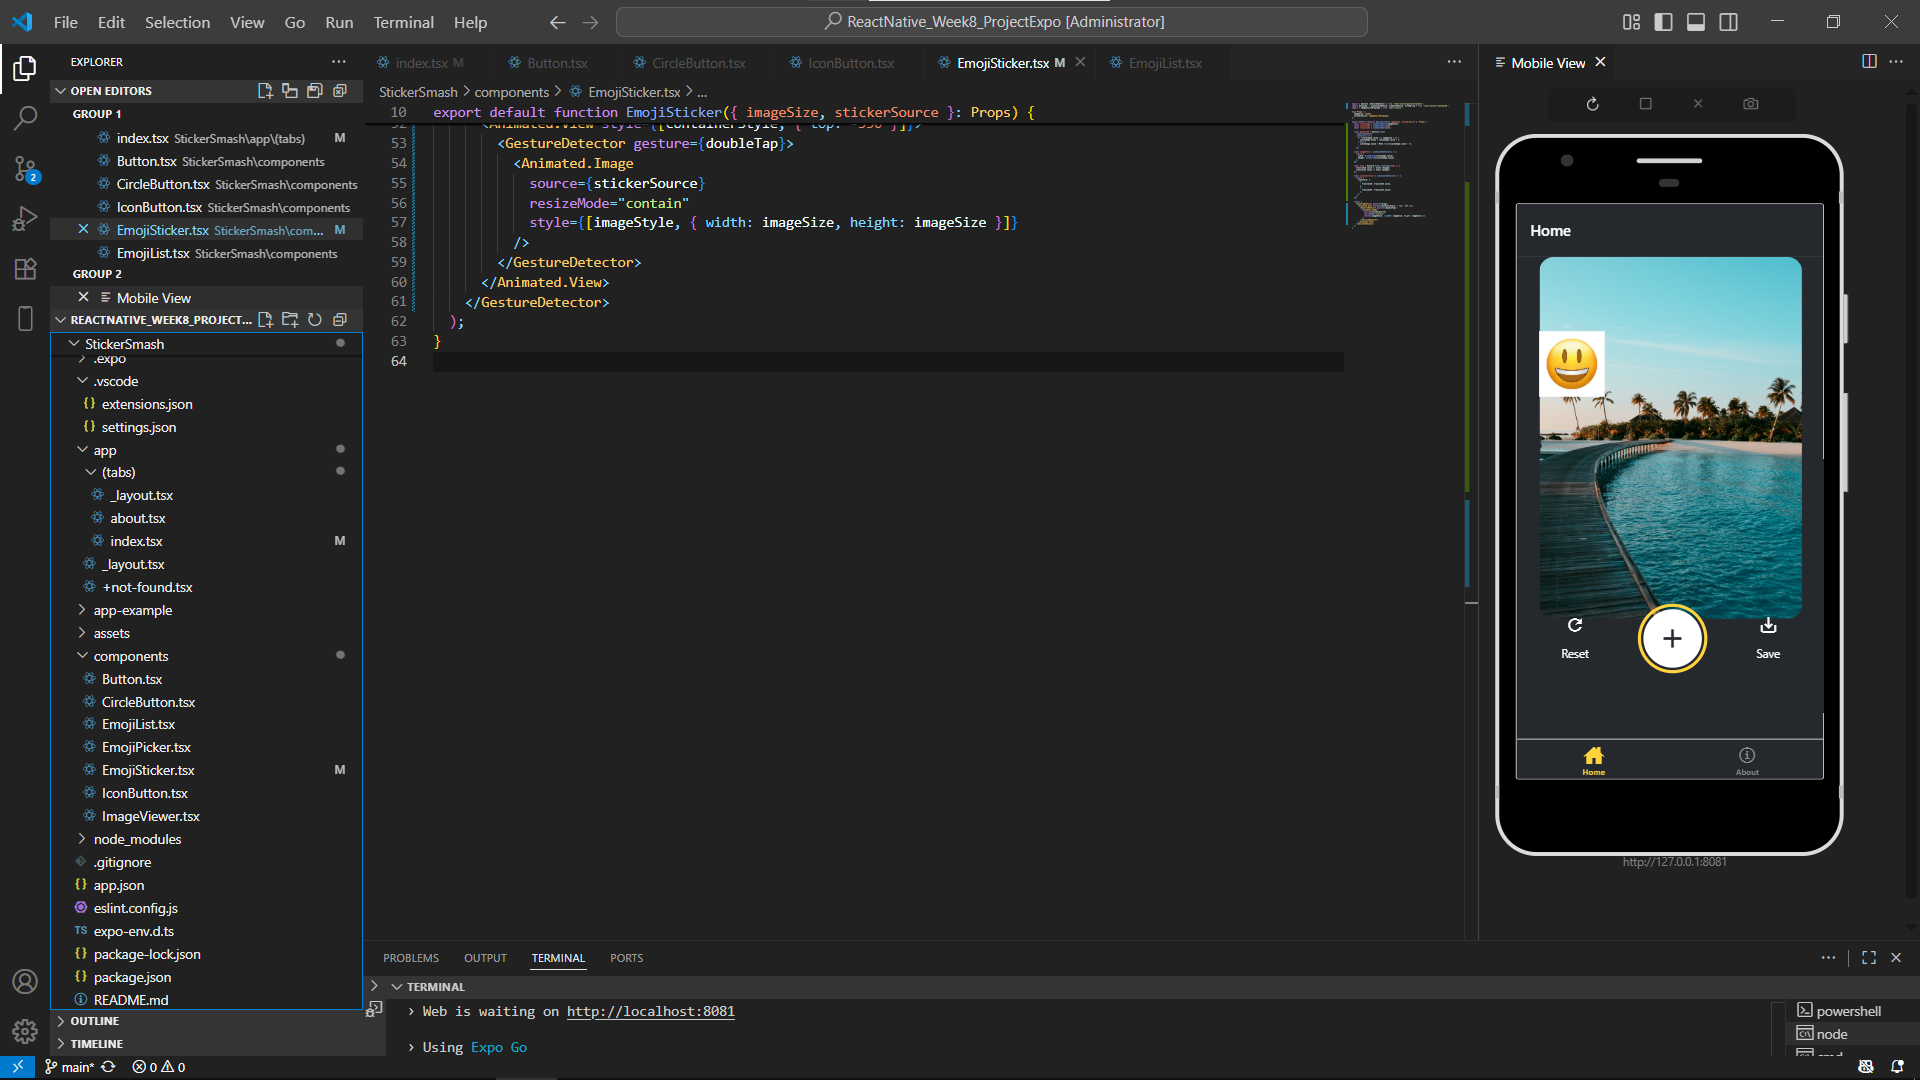 File Edit Selection View Go Run Terminal Help
ReactNative_Week8_ProjectExpo [Administrator]
EXPLORER
OPEN EDITORS
GROUP 1
index.tsx StickerSmash\app\(tabs) M
Button.tsx StickerSmash\components
CircleButton.tsx StickerSmash\components
IconButton.tsx StickerSmash\components
EmojiSticker.tsx StickerSmash\com... M
EmojiList.tsx StickerSmash\components
GROUP 2
Mobile View
REACTNATIVE_WEEK8_PROJECT...
StickerSmash
.expo
.vscode
extensions.json
settings.json
app
(tabs)
_layout.tsx
about.tsx
index.tsx M
_layout.tsx
+not-found.tsx
app-example
assets
components
Button.tsx
CircleButton.tsx
EmojiList.tsx
EmojiPicker.tsx
EmojiSticker.tsx M
IconButton.tsx
ImageViewer.tsx
node_modules
.gitignore
app.json
eslint.config.js
expo-env.d.ts
package-lock.json
package.json
README.md
OUTLINE
TIMELINE
2
index.tsx M Button.tsx CircleButton.tsx IconButton.tsx EmojiSticker.tsx M EmojiList.tsx
StickerSmash > components > EmojiSticker.tsx > ...
10 export default function EmojiSticker({ imageSize, stickerSource }: Props) {
52 <Animated.View style={[containerStyle, { top: -350 }]}>
53 <GestureDetector gesture={doubleTap}>
54 <Animated.Image
55 source={stickerSource}
56 resizeMode="contain"
57 style={[imageStyle, { width: imageSize, height: imageSize }]}
58 />
59 </GestureDetector>
60 </Animated.View>
61 </GestureDetector>
62 );
63 }
64
PROBLEMS OUTPUT TERMINAL PORTS
TERMINAL
› Web is waiting on http://localhost:8081
› Using Expo Go
powershell
node
cmd
Mobile View
Home
Reset
Save
Home
About
http://127.0.0.1:8081
main* 0 0